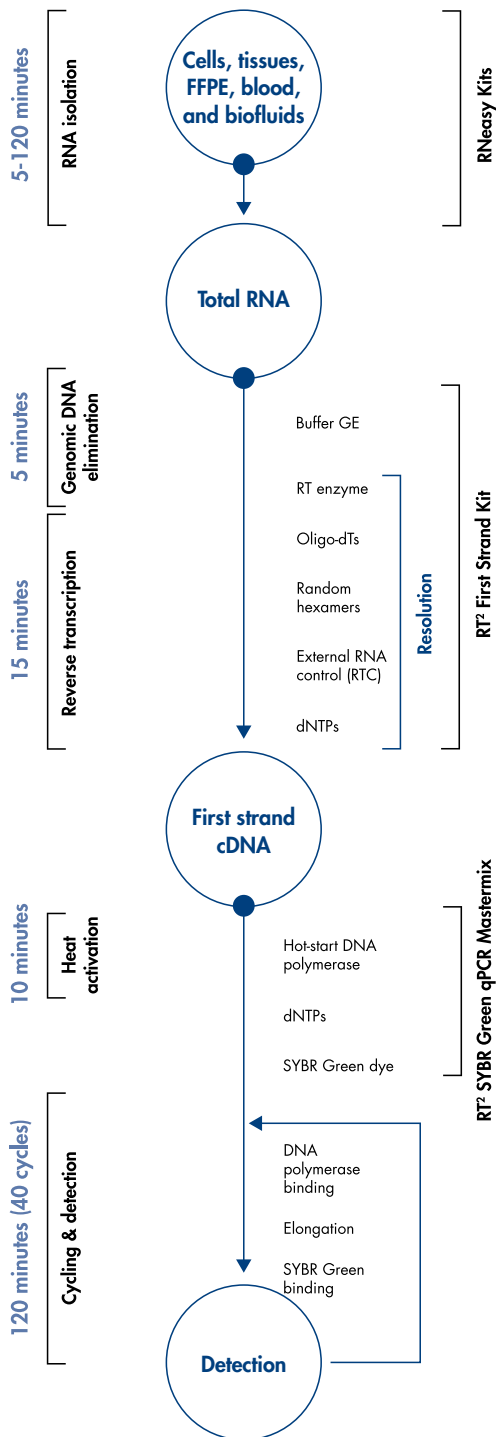 5-120 minutes
RNA isolation
Cells, tissues,
FFPE, blood,
and biofluids
RNeasy Kits
Total RNA
5 minutes
Genomic DNA
elimination
Buffer GE
15 minutes
Reverse transcription
RT enzyme
Oligo-dTs
Random
hexamers
External RNA
control (RTC)
dNTPs
Resolution
RT² First Strand Kit
First strand
cDNA
10 minutes
Heat
activation
Hot-start DNA
polymerase
dNTPs
SYBR Green dye
RT² SYBR Green qPCR Mastermix
120 minutes (40 cycles)
Cycling & detection
DNA
polymerase
binding
Elongation
SYBR Green
binding
Detection